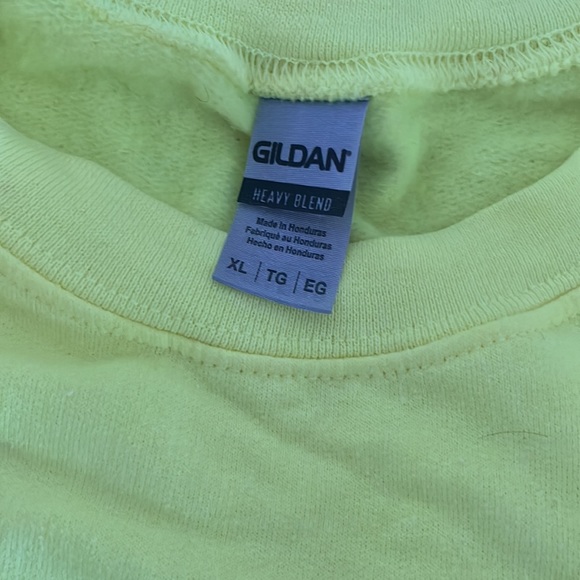 GILDAN
HEAVY BLEND
Made in Honduras
Fabriqué au Honduras
Hecho en Honduras
XL | TG | EG